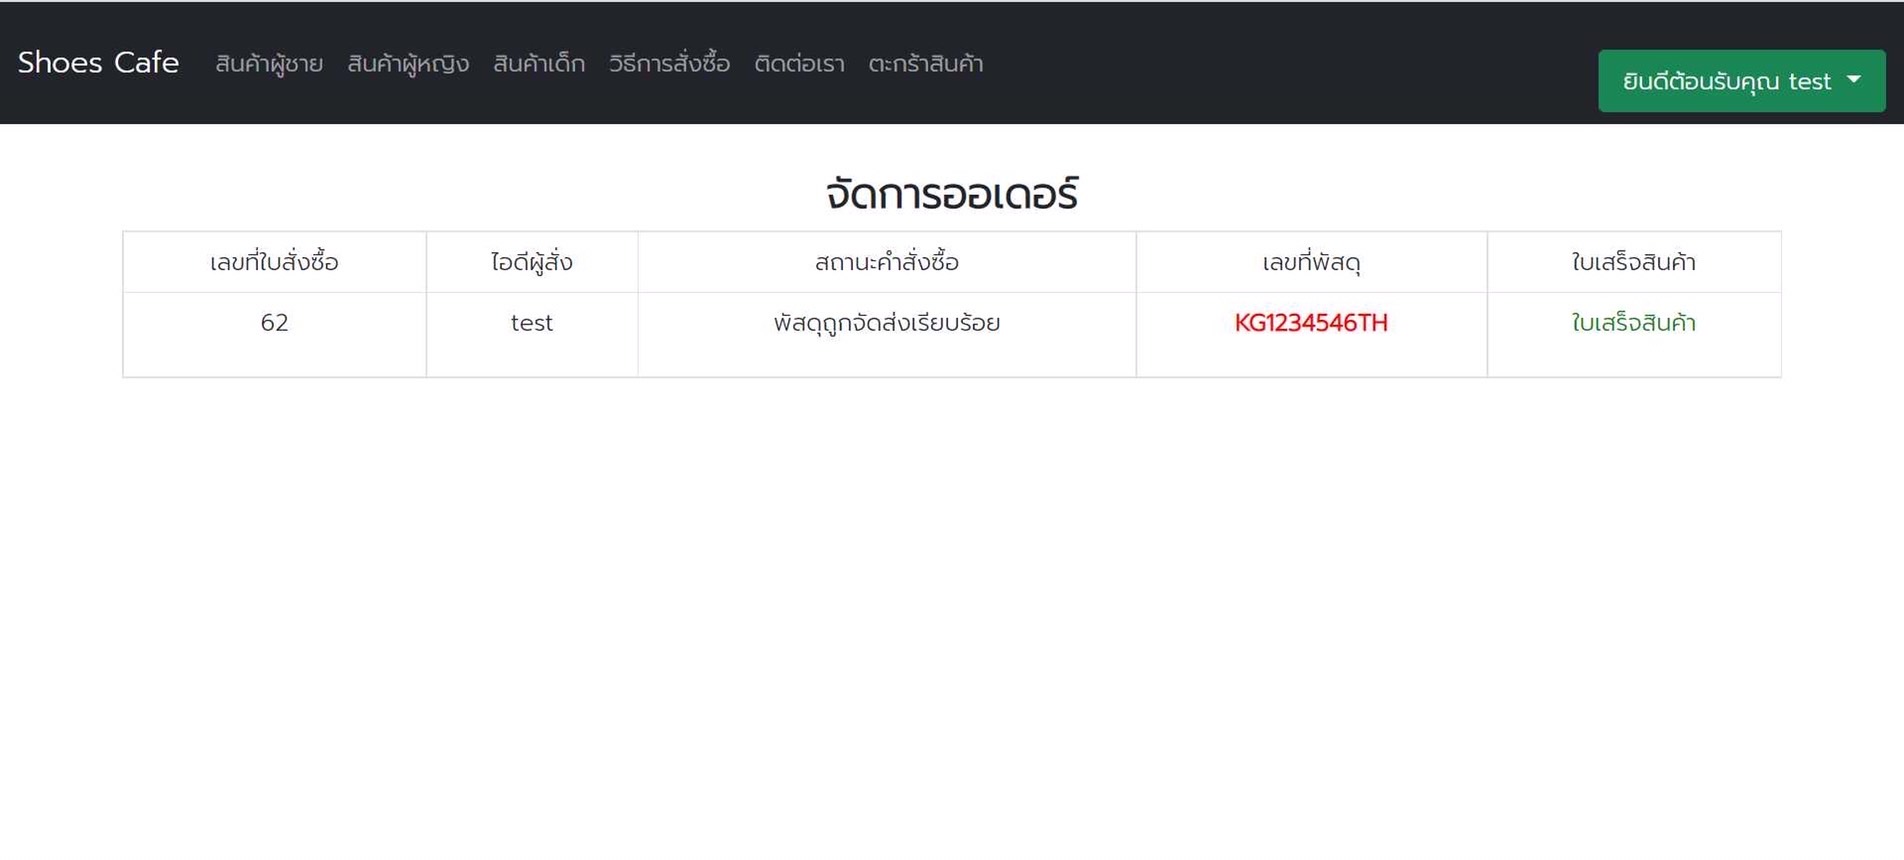 Shoes Cafe สินค้าผู้ชาย สินค้าผู้หญิง สินค้าเด็ก วิธีการสั่งซื้อ ติดต่อเรา ตะกร้าสินค้า ยินดีต้อนรับคุณ test
จัดการออเดอร์
เลขที่ใบสั่งซื้อ ไอดีผู้สั่ง สถานะคำสั่งซื้อ เลขที่พัสดุ ใบเสร็จสินค้า
62 test พัสดุถูกจัดส่งเรียบร้อย KG1234546TH ใบเสร็จสินค้า